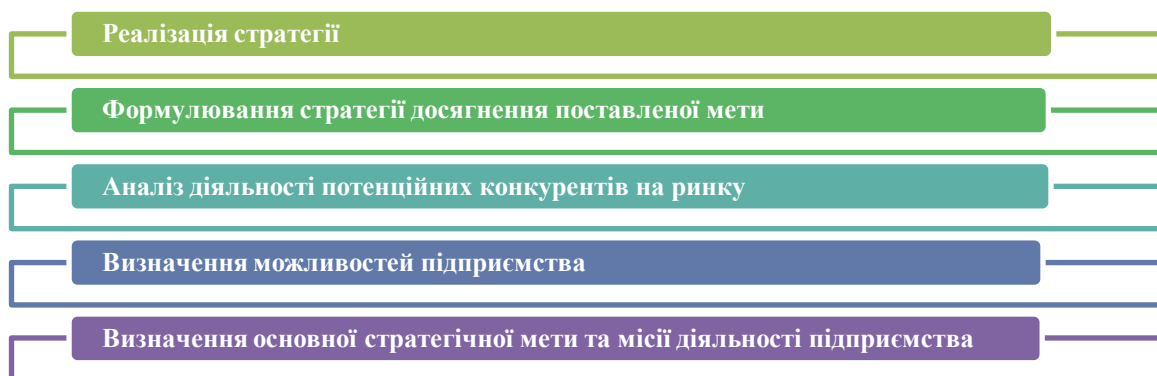 Реалізація стратегії
Формулювання стратегії досягнення поставленої мети
Аналіз діяльності потенційних конкурентів на ринку
Визначення можливостей підприємства
Визначення основної стратегічної мети та місії діяльності підприємства